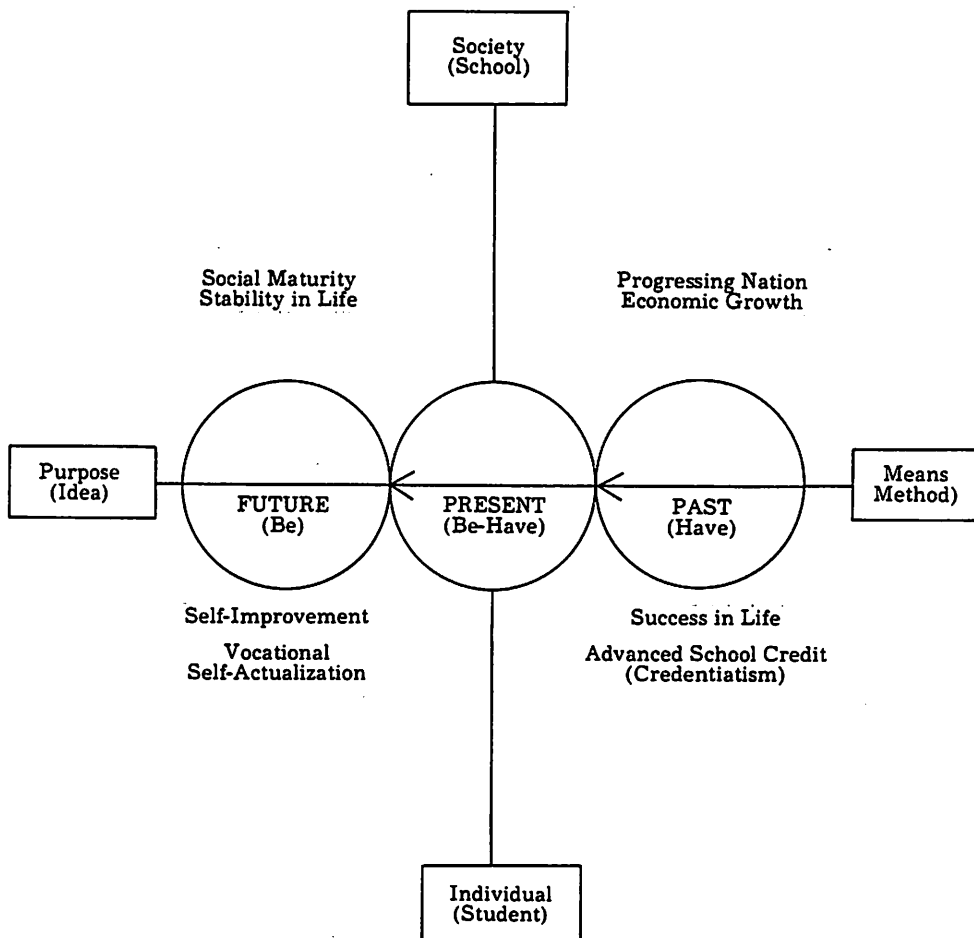 Society
(School)
Social Maturity
Stability in Life
Progressing Nation
Economic Growth
Purpose
(Idea)
FUTURE
(Be)
PRESENT
(Be-Have)
PAST
(Have)
Means
Method)
Self-Improvement
Vocational
Self-Actualization
Success in Life
Advanced School Credit
(Credentiatism)
Individual
(Student)